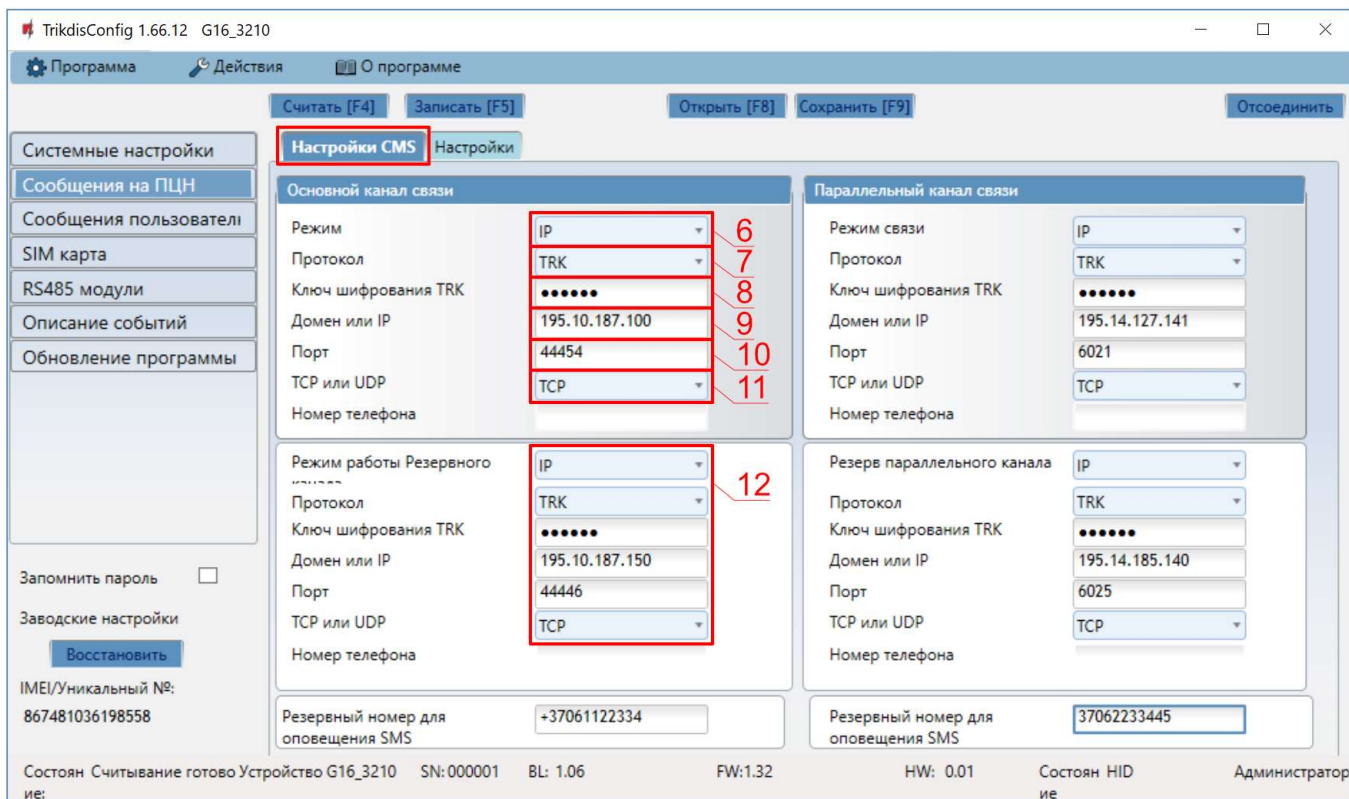 TrikdisConfig 1.66.12 G16_3210
Программа Действия О программе
Считать [F4] Записать [F5] Открыть [F8] Сохранить [F9] Отсоединить
Системные настройки
Сообщения на ПЦН
Сообщения пользователю
SIM карта
RS485 модули
Описание событий
Обновление программы
Запомнить пароль
Заводские настройки
Восстановить
IMEI/Уникальный №:
867481036198558
Настройки CMS Настройки
Основной канал связи
Режим IP 6
Протокол TRK 7
Ключ шифрования TRK ●●●●●● 8
Домен или IP 195.10.187.100 9
Порт 44454 10
TCP или UDP TCP 11
Номер телефона
Режим работы Резервного IP 12
Протокол TRK
Ключ шифрования TRK ●●●●●●
Домен или IP 195.10.187.150
Порт 44446
TCP или UDP TCP
Номер телефона
Резервный номер для +37061122334
оповещения SMS
Параллельный канал связи
Режим связи IP
Протокол TRK
Ключ шифрования TRK ●●●●●●
Домен или IP 195.14.127.141
Порт 6021
TCP или UDP TCP
Номер телефона
Резерв параллельного канала IP
Протокол TRK
Ключ шифрования TRK ●●●●●●
Домен или IP 195.14.185.140
Порт 6025
TCP или UDP TCP
Номер телефона
Резервный номер для 37062233445
оповещения SMS
Состоян Считывание готово Устройство G16_3210 SN: 000001 BL: 1.06 FW:1.32 HW: 0.01 Состоян HID Администратор
ие: ие